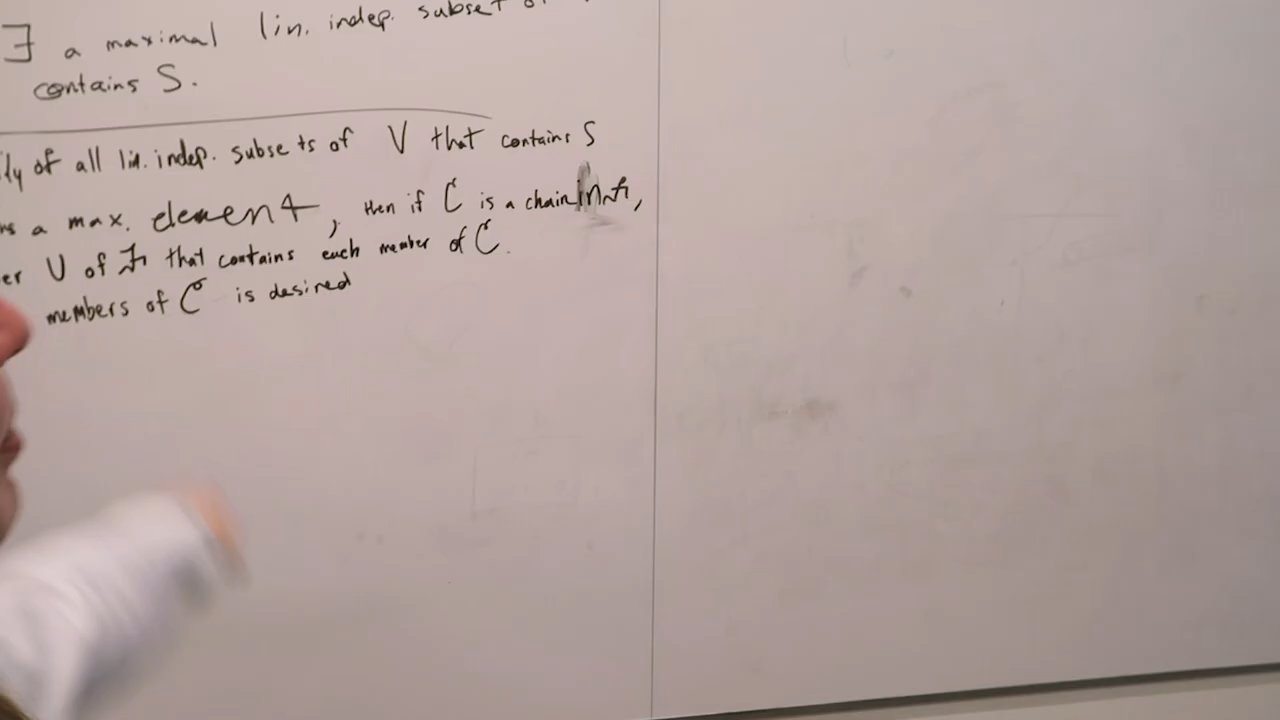 ∃ a maximal lin. indep. subset
contains S.
ily of all lin. indep. subsets of V that contains S
a max. element, then if C is a chain in ℱ,
er U of ℱ that contains each member of C.
members of C is desired